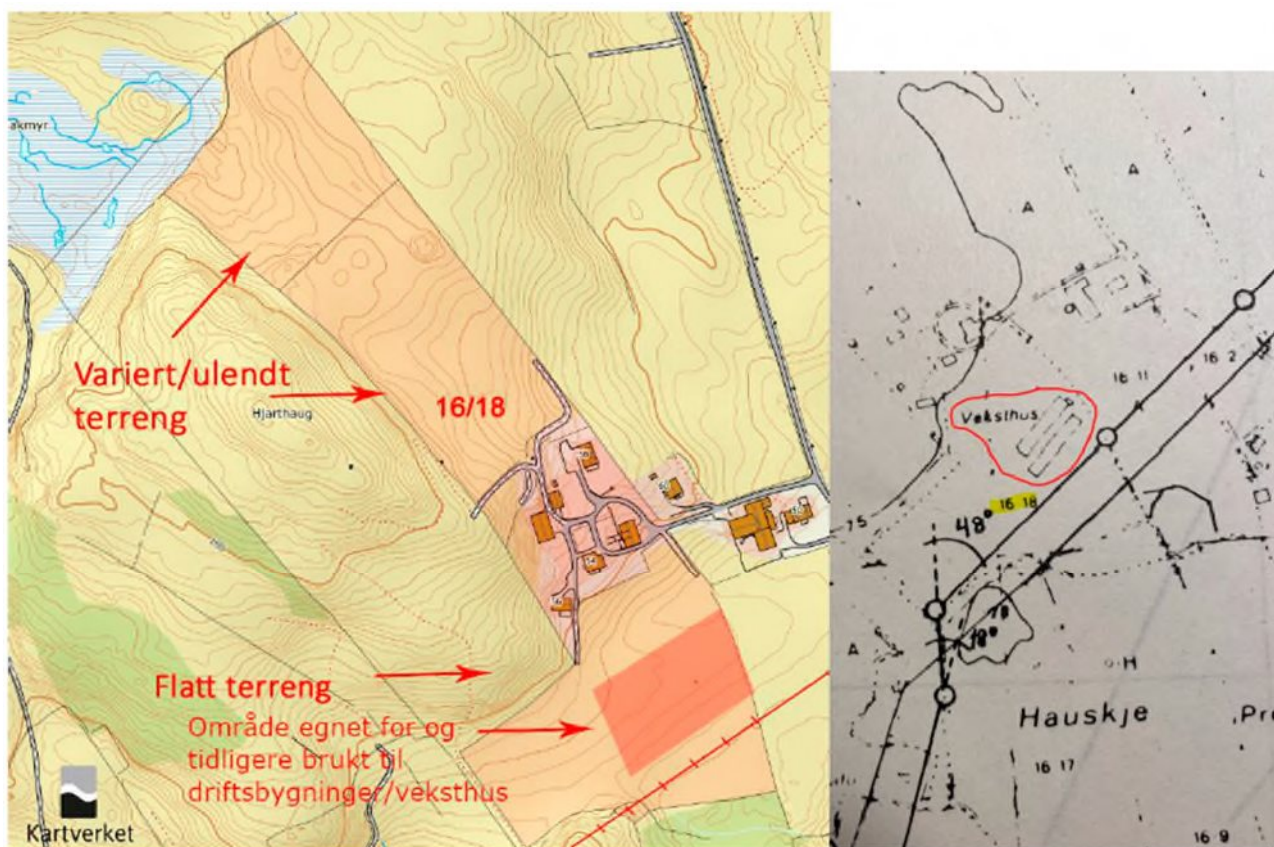 akmyr
Variert/ulendt
terreng
Hjarthaug
16/18
Flatt terreng
Område egnet for og
tidligere brukt til
driftsbygninger/veksthus
Kartverket
A
A
16 2
16 11
Veksthus
16 18
48°
75
A
H
Hauskje
16 17
16 9